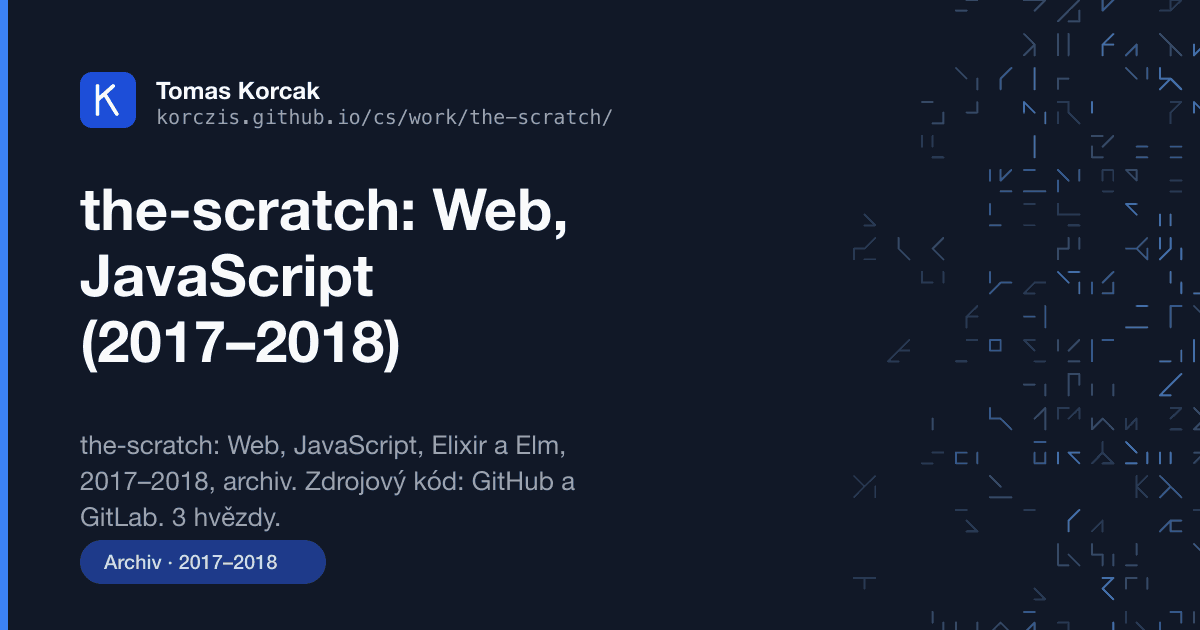 K
Tomas Korcak
korczis.github.io/cs/work/the-scratch/
the-scratch: Web,
JavaScript
(2017–2018)
the-scratch: Web, JavaScript, Elixir a Elm,
2017–2018, archiv. Zdrojový kód: GitHub a
GitLab. 3 hvězdy.
Archiv · 2017–2018